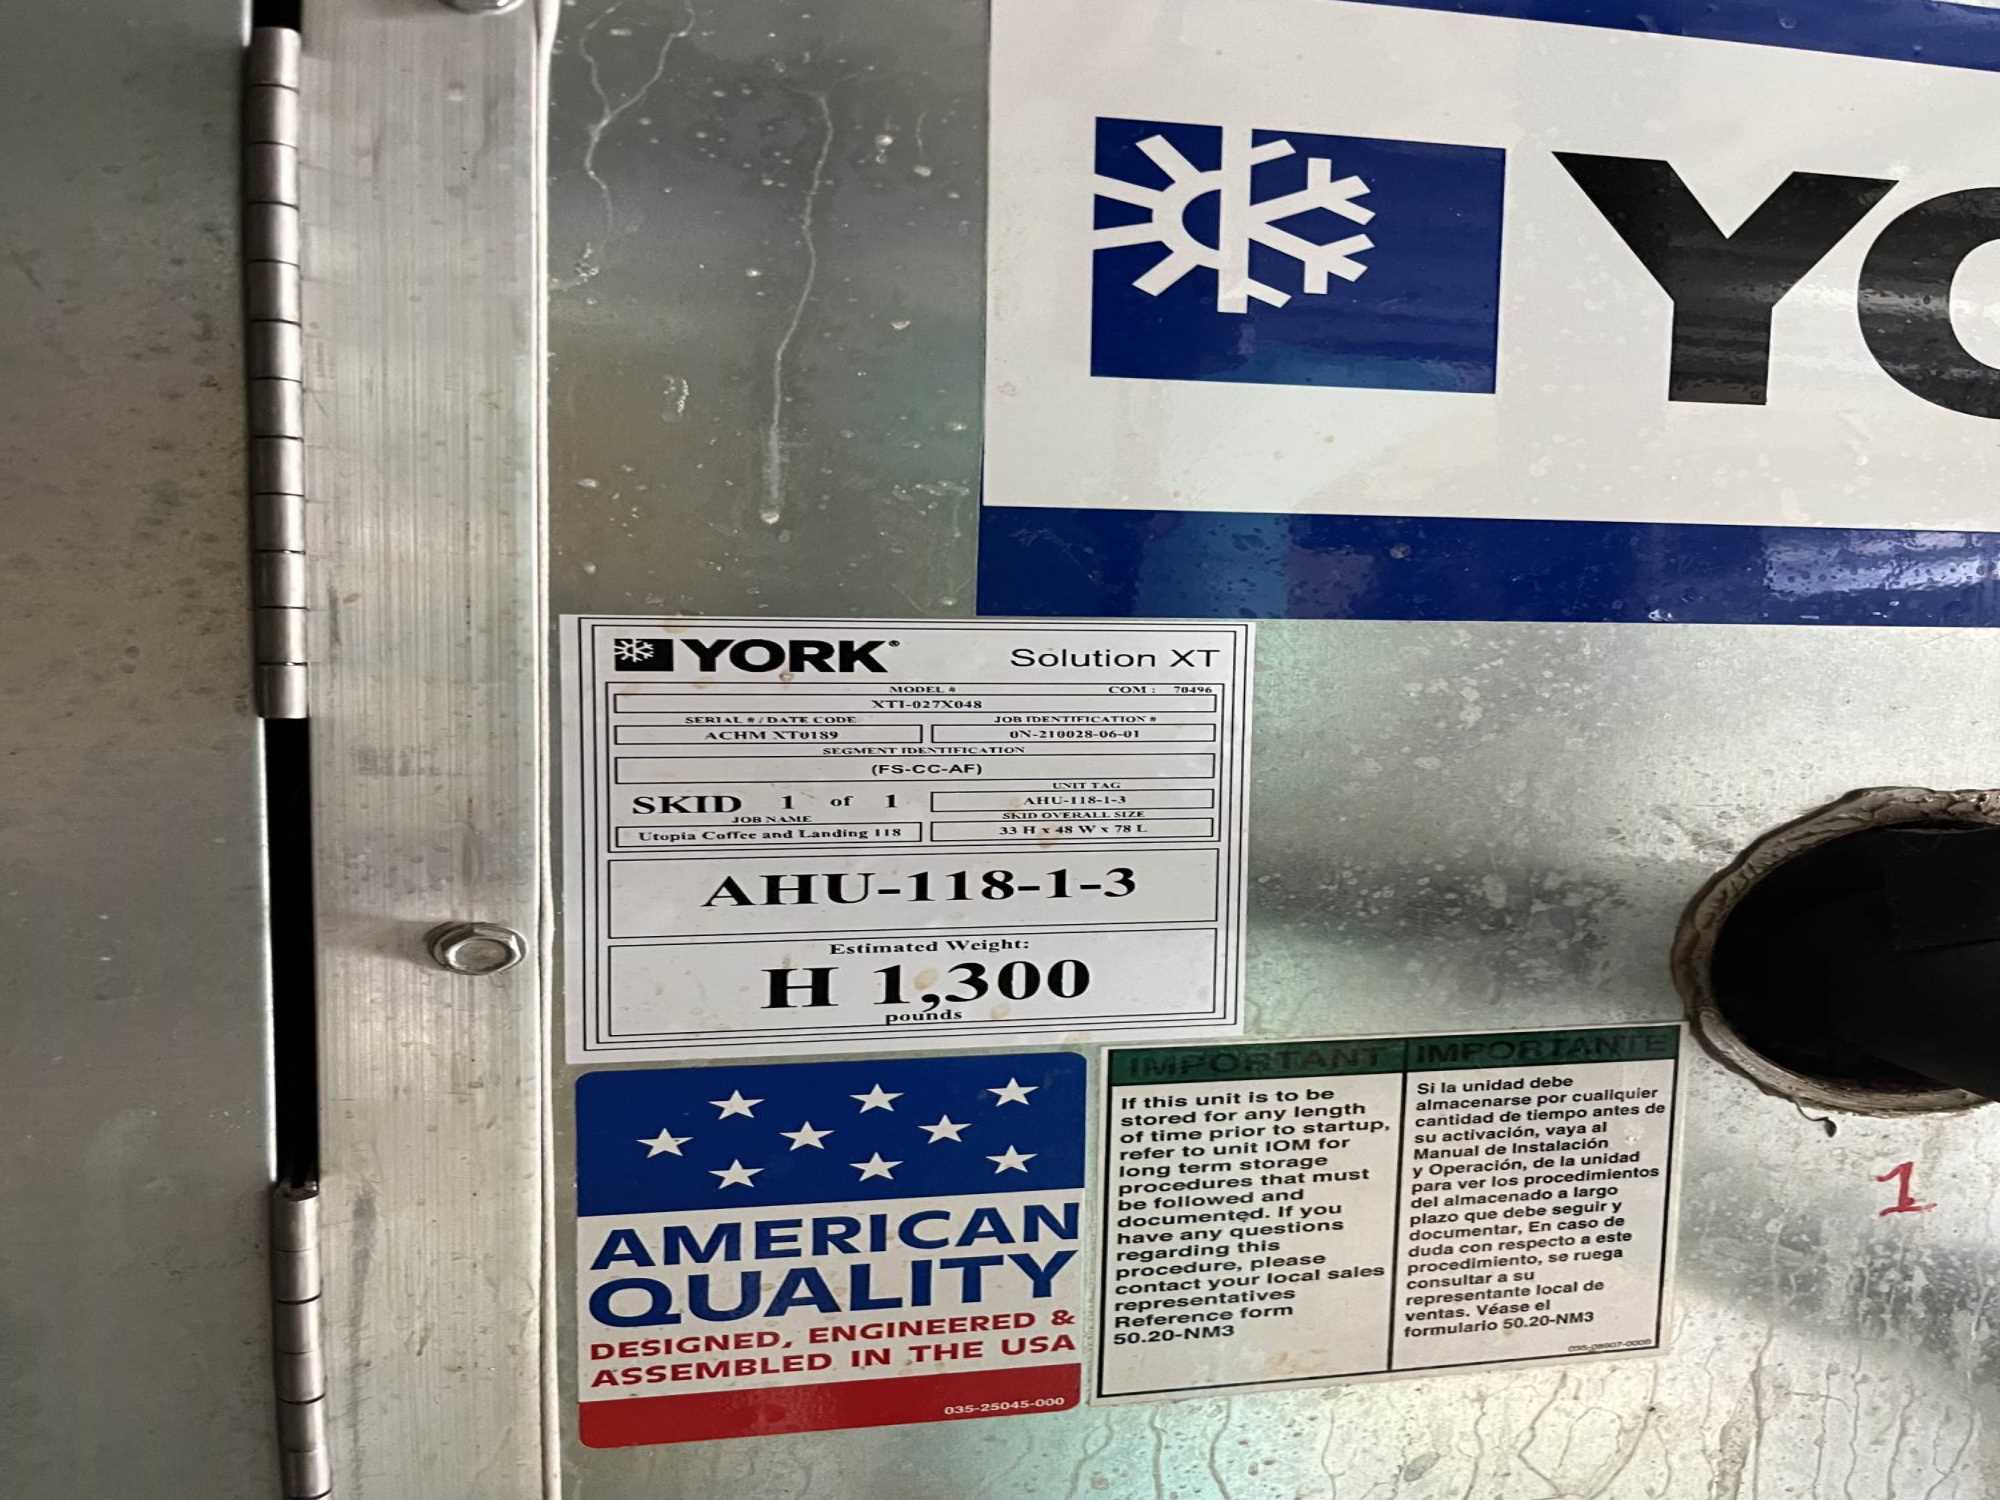 YO
YORK® Solution XT
MODEL # COM : 70496
XTI-027X048
SERIAL # / DATE CODE JOB IDENTIFICATION #
ACHM XT0189 0N-210028-06-01
SEGMENT IDENTIFICATION
(FS-CC-AF)
UNIT TAG
SKID 1 of 1 AHU-118-1-3
JOB NAME SKID OVERALL SIZE
Utopia Coffee and Landing 118 33 H x 48 W x 78 L
AHU-118-1-3
Estimated Weight:
H 1,300
pounds
AMERICAN
QUALITY
DESIGNED, ENGINEERED &
ASSEMBLED IN THE USA
035-25045-000
IMPORTANT
If this unit is to be
stored for any length
of time prior to startup,
refer to unit IOM for
long term storage
procedures that must
be followed and
documented. If you
have any questions
regarding this
procedure, please
contact your local sales
representatives
Reference form
50.20-NM3
IMPORTANTE
Si la unidad debe
almacenarse por cualiquier
cantidad de tiempo antes de
su activación, vaya al
Manual de Instalación
y Operación, de la unidad
para ver los procedimientos
del almacenado a largo
plazo que debe seguir y
documentar, En caso de
duda con respecto a este
procedimiento, se ruega
consultar a su
representante local de
ventas. Véase el
formulario 50.20-NM3
1